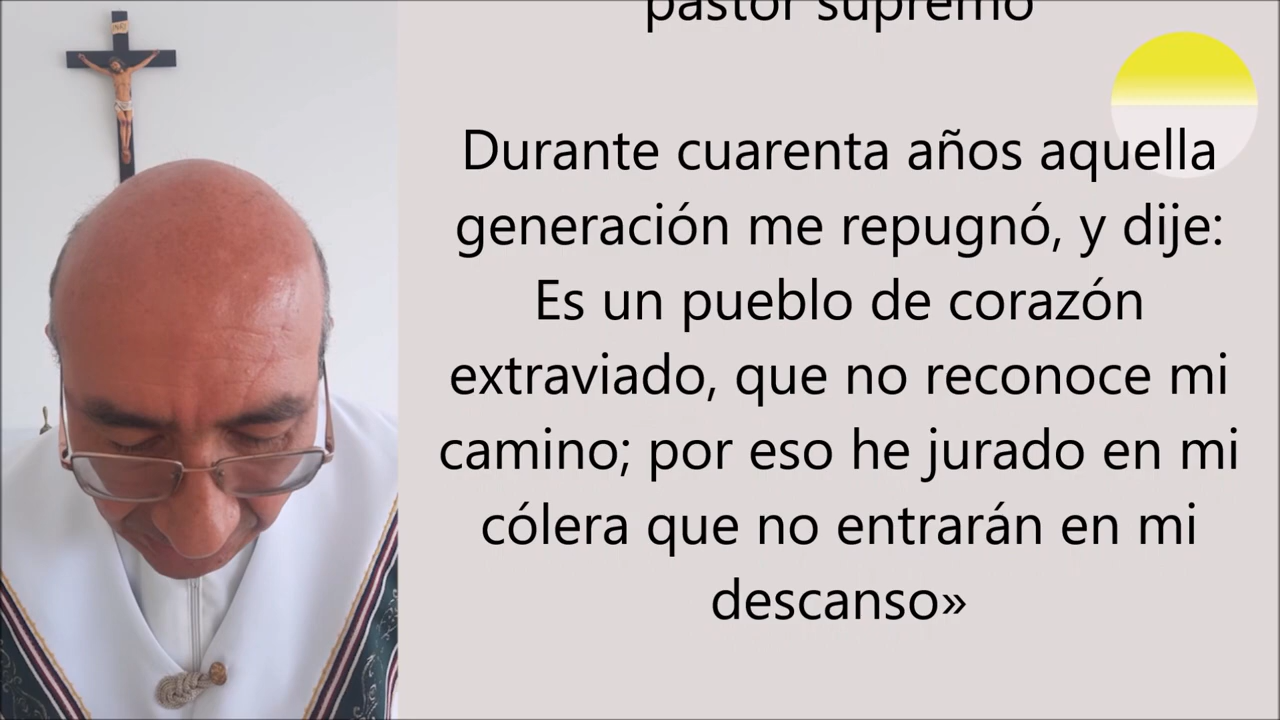 pastor supremo
Durante cuarenta años aquella
generación me repugnó, y dije:
Es un pueblo de corazón
extraviado, que no reconoce mi
camino; por eso he jurado en mi
cólera que no entrarán en mi
descanso»